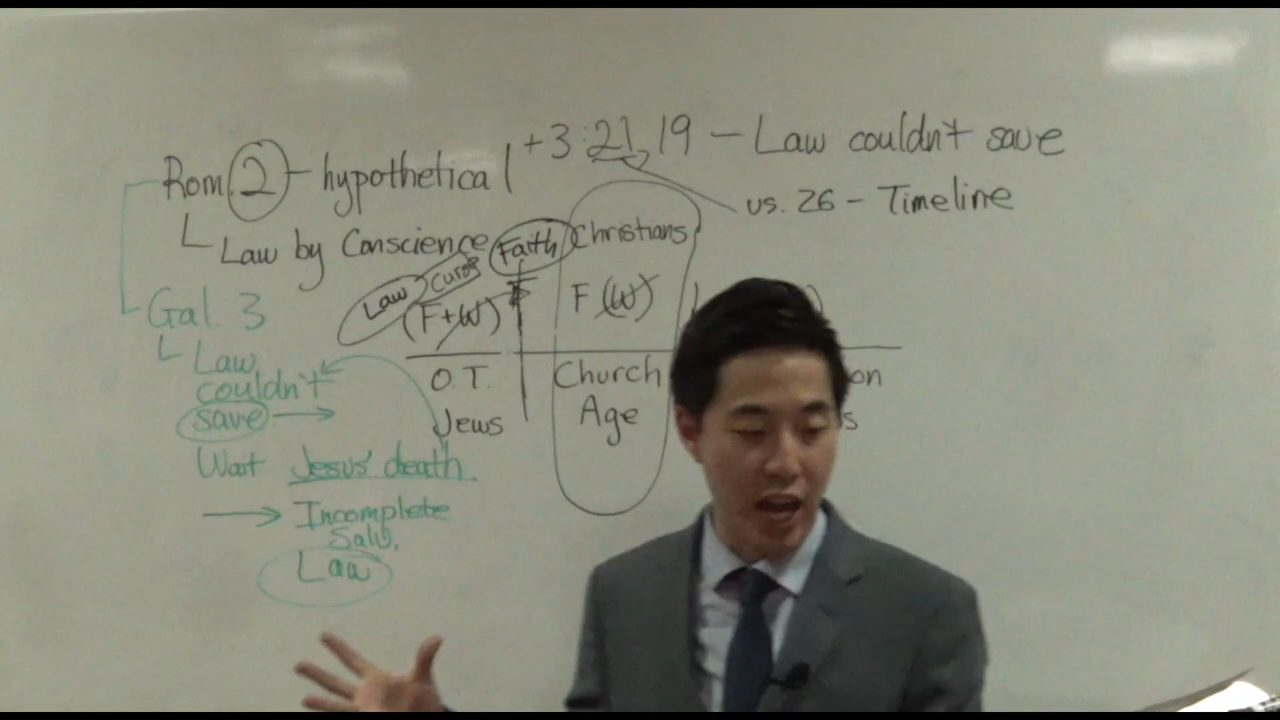 Rom. 2 - hypothetical +3:21, 19 - Law couldn't save
vs. 26 - Timeline
Law by Conscience Faith Christians
Law Curse
(F+W) F (W)
Gal. 3
Law
couldn't
save →
O.T. Church on
Jews Age s
Wait Jesus' death
→ Incomplete
Salv.
Law